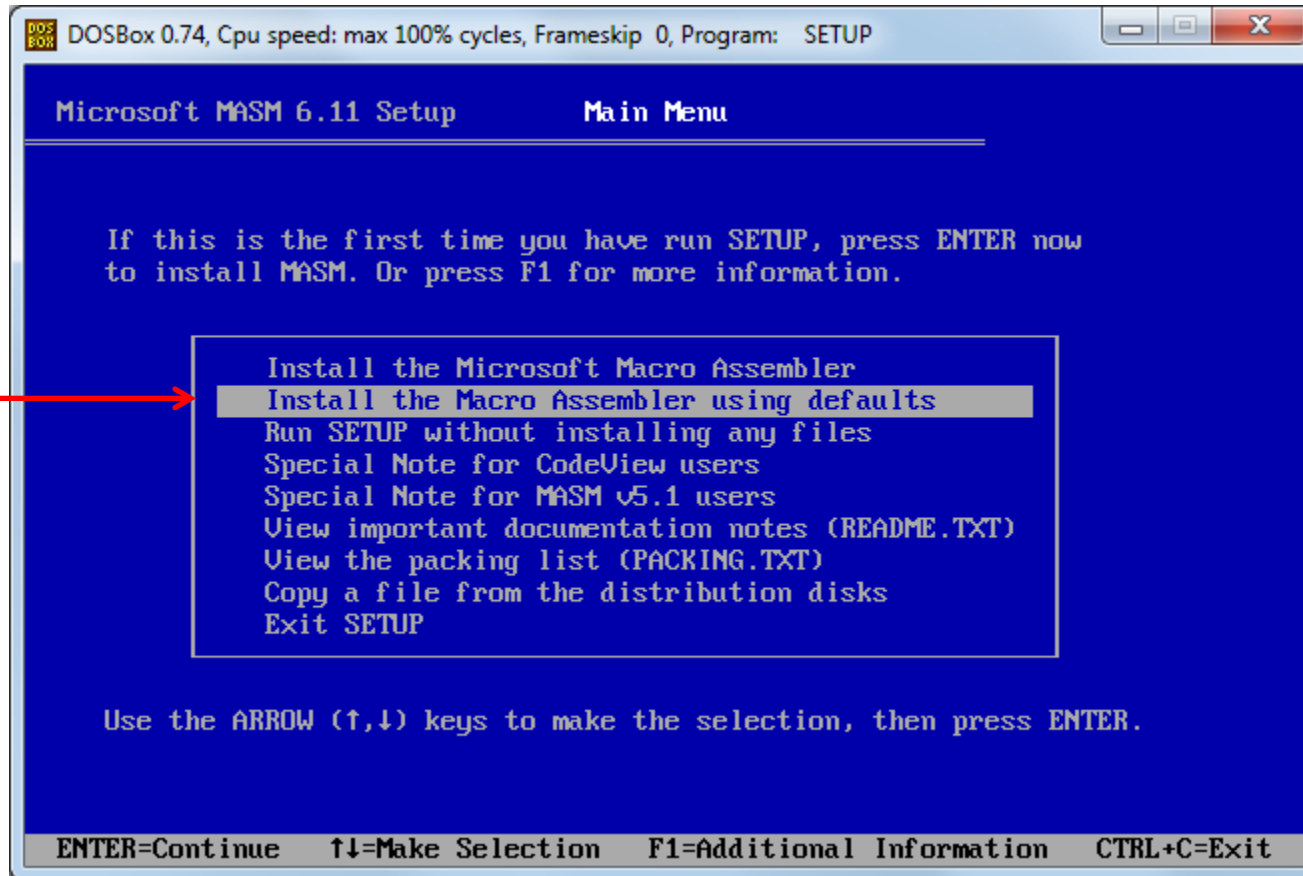 DOS BOX DOSBox 0.74, Cpu speed: max 100% cycles, Frameskip 0, Program: SETUP
Microsoft MASM 6.11 Setup Main Menu
If this is the first time you have run SETUP, press ENTER now
to install MASM. Or press F1 for more information.
Install the Microsoft Macro Assembler
Install the Macro Assembler using defaults
Run SETUP without installing any files
Special Note for CodeView users
Special Note for MASM v5.1 users
View important documentation notes (README.TXT)
View the packing list (PACKING.TXT)
Copy a file from the distribution disks
Exit SETUP
Use the ARROW (↑,↓) keys to make the selection, then press ENTER.
ENTER=Continue ↑↓=Make Selection F1=Additional Information CTRL+C=Exit